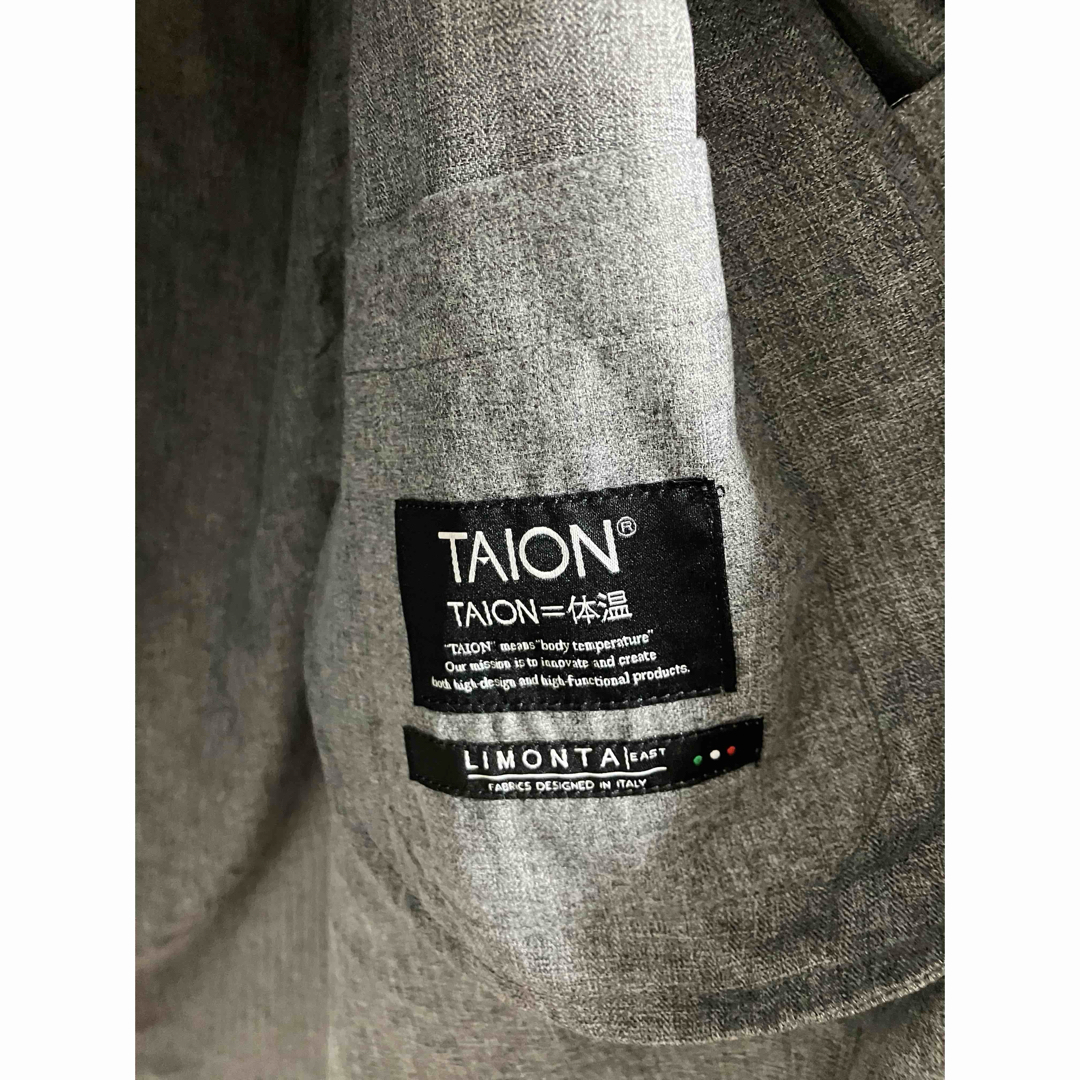 TAION®
TAION=体温
"TAION" means "body temperature"
Our mission is to innovate and create
both high-design and high-functional products.
LIMONTA|EAST
FABRICS DESIGNED IN ITALY